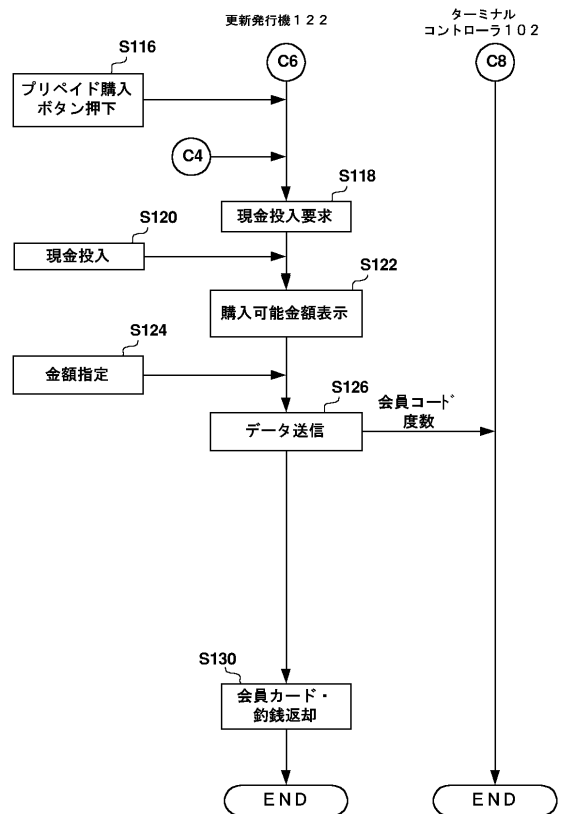 更新発行機１２２
ターミナル
コントローラ１０２
S116
C6
C8
プリペイド購入
ボタン押下
C4
S118
現金投入要求
S120
現金投入
S122
購入可能金額表示
S124
金額指定
S126
会員コード
度数
データ送信
S130
会員カード・
釣銭返却
END
END